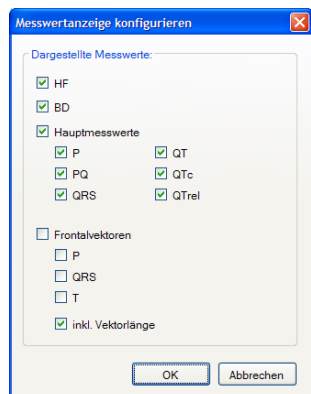 Messwertanzeige konfigurieren
Dargestellte Messwerte:
HF
BD
Hauptmesswerte
P QT
PQ QTc
QRS QTrel
Frontalvektoren
P
QRS
T
inkl. Vektorlänge
OK Abbrechen